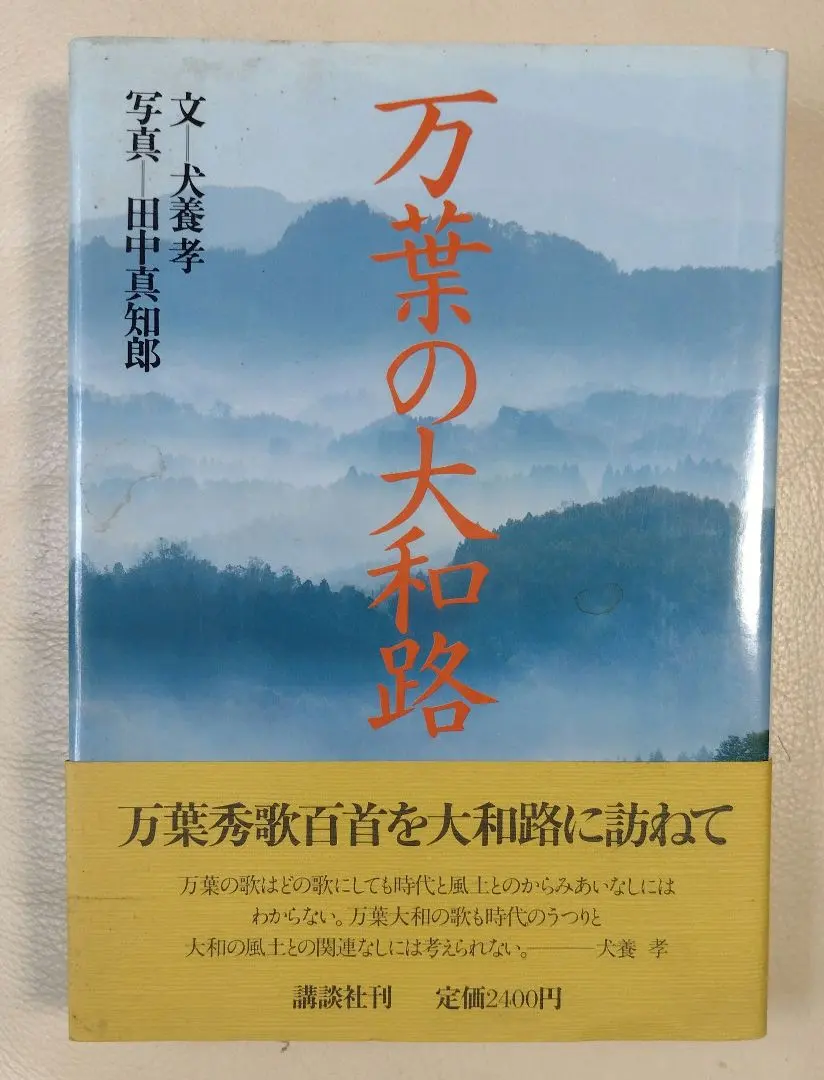 万葉の大和路
文―犬養 孝
写真―田中真知郎
万葉秀歌百首を大和路に訪ねて
万葉の歌はどの歌にしても時代と風土とのからみあいなしには
わからない。万葉大和の歌も時代のうつりと
大和の風土との関連なしには考えられない。――犬養 孝
講談社刊 定価2400円